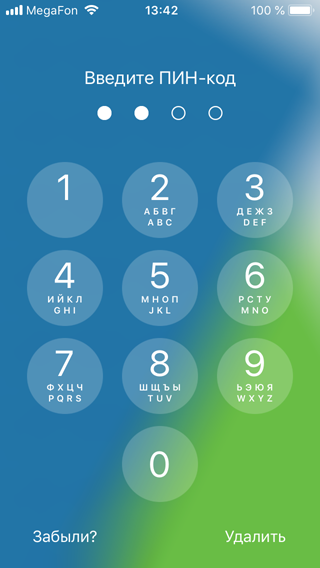 MegaFon 13:42 100 %
Введите ПИН-код
1 2 3
АБВГ ДЕЖЗ
ABC DEF
4 5 6
ИЙКЛ МНОП РСТУ
GHI JKL MNO
7 8 9
ФХЦЧ ШЩЪЫ ЬЭЮЯ
PQRS TUV WXYZ
0
Забыли? Удалить